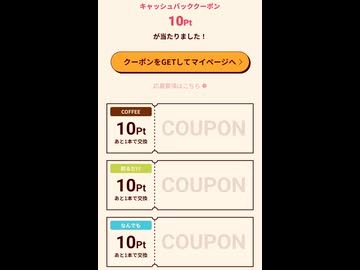 キャッシュバッククーポン
10Pt
が当たりました！
クーポンをGETしてマイページへ
応募要項はこちら
COFFEE
10Pt
あと1本で交換
COUPON
10Pt
あと1本で交換
COUPON
なんでも
10Pt
あと1本で交換
COUPON